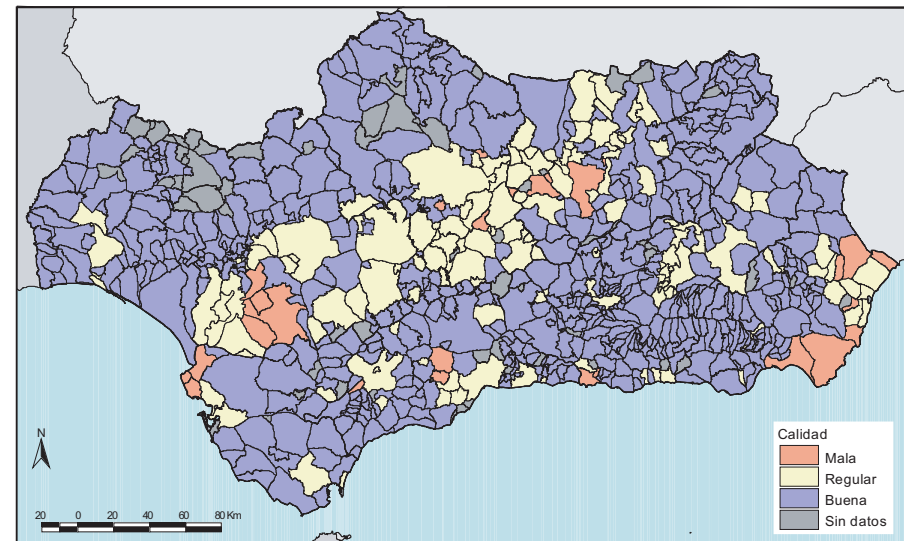 N
20 0 20 40 60 80 Km
Calidad
Mala
Regular
Buena
Sin datos